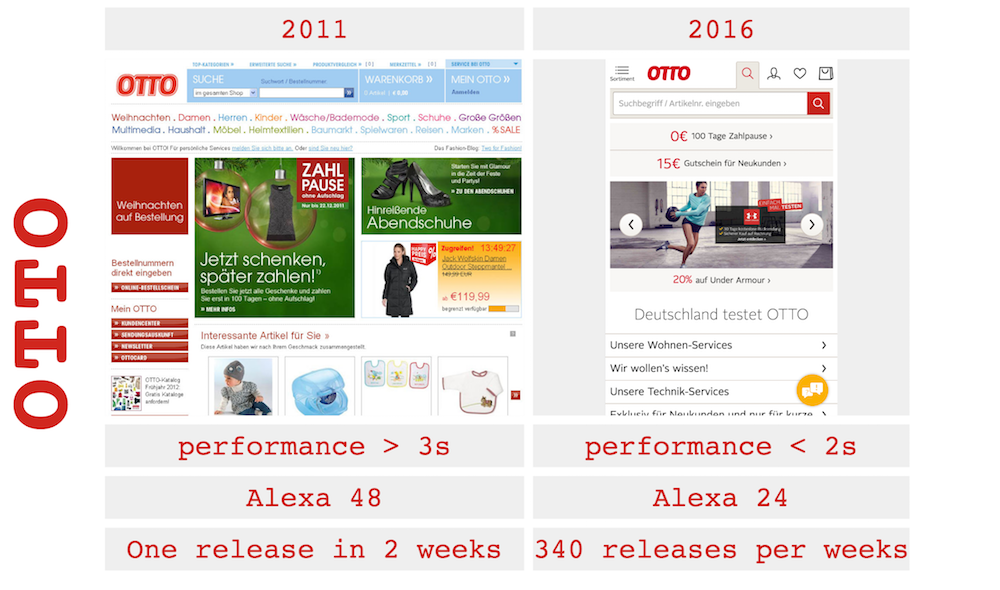 2011
2016
OTTO
OTTO
TOP-KATEGORIEN » ERWEITERTE SUCHE » PRODUKTVERGLEICH » [0] MERKZETTEL » [0] SERVICE BEI OTTO
SUCHE Suchwort / Bestellnummer
im gesamten Shop
WARENKORB »
0 Artikel | € 0,00
MEIN OTTO »
Anmelden
Weihnachten . Damen . Herren . Kinder . Wäsche/Bademode . Sport . Schuhe . Große Größen
Multimedia . Haushalt . Möbel . Heimtextilien . Baumarkt . Spielwaren . Reisen . Marken . %SALE
Willkommen bei OTTO! Für persönliche Services melden Sie sich bitte an. Oder sind Sie neu hier?
Das Fashion-Blog: Two for Fashion!
Weihnachten
auf Bestellung
ZAHL
PAUSE
ohne Aufschlag
Nur bis 22.12.2011
Jetzt schenken,
später zahlen!
Bestellen Sie jetzt alle Geschenke und zahlen
Sie erst in 100 Tagen – ohne Aufschlag!
» MEHR INFOS
Starten Sie mit Glamour
in die Zeit der Feste
und Partys!
» ZU DEN ABENDSCHUHEN
Hinreißende
Abendschuhe
HAPPY
PREIS
%
Zugreifen! 13:49:27
Jack Wolfskin Damen
Outdoor Steppmantel ...
149,99 EUR
ab €119,99
begrenzt verfügbar
Bestellnummern
direkt eingeben
» ONLINE-BESTELLSCHEIN
Mein OTTO
» KUNDENCENTER
» SENDUNGSAUSKUNFT
» NEWSLETTER
» OTTOCARD
OTTO-Katalog
Frühjahr 2012
Gratis Kataloge
anfordern!
Interessante Artikel für Sie »
Diese Artikel haben wir nach Ihrem Geschmack zusammengestellt.
Sortiment
OTTO
Suchbegriff / Artikelnr. eingeben
0€ 100 Tage Zahlpause ›
15€ Gutschein für Neukunden ›
EINFACH
MAL TESTEN
20% auf Under Armour ›
Deutschland testet OTTO
Unsere Wohnen-Services
Wir wollen's wissen!
Unsere Technik-Services
Exklusiv für Neukunden und nur für kurze
performance > 3s
performance < 2s
Alexa 48
Alexa 24
One release in 2 weeks
340 releases per weeks